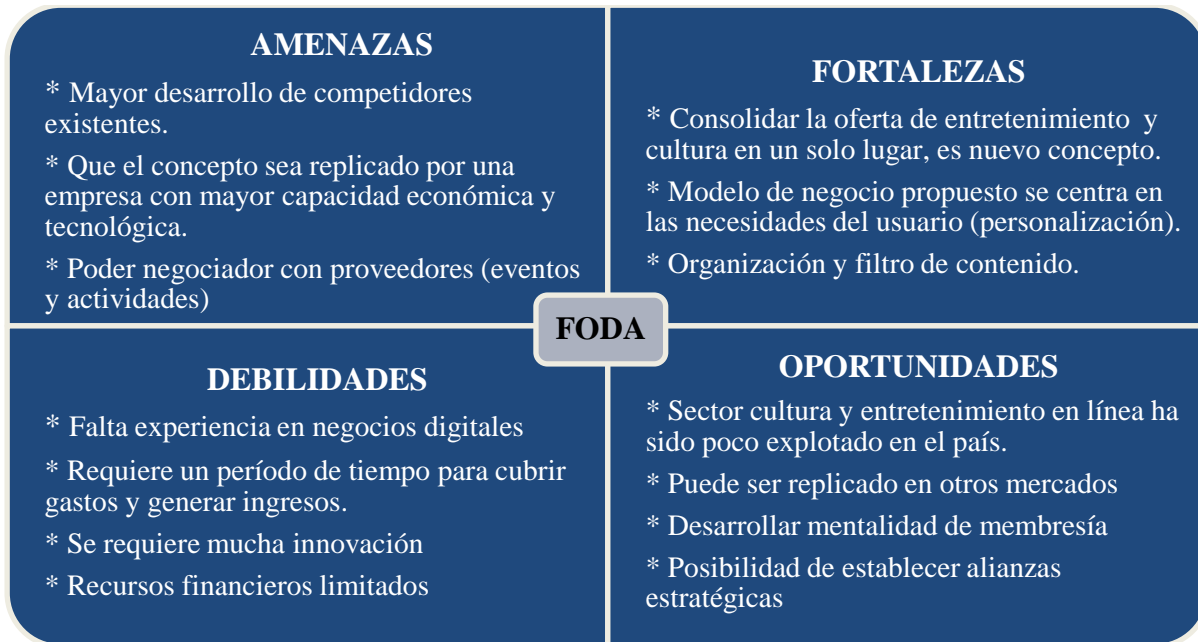 AMENAZAS
* Mayor desarrollo de competidores
existentes.
* Que el concepto sea replicado por una
empresa con mayor capacidad económica y
tecnológica.
* Poder negociador con proveedores (eventos
y actividades)
FORTALEZAS
* Consolidar la oferta de entretenimiento y
cultura en un solo lugar, es nuevo concepto.
* Modelo de negocio propuesto se centra en
las necesidades del usuario (personalización).
* Organización y filtro de contenido.
FODA
DEBILIDADES
* Falta experiencia en negocios digitales
* Requiere un período de tiempo para cubrir
gastos y generar ingresos.
* Se requiere mucha innovación
* Recursos financieros limitados
OPORTUNIDADES
* Sector cultura y entretenimiento en línea ha
sido poco explotado en el país.
* Puede ser replicado en otros mercados
* Desarrollar mentalidad de membresía
* Posibilidad de establecer alianzas
estratégicas